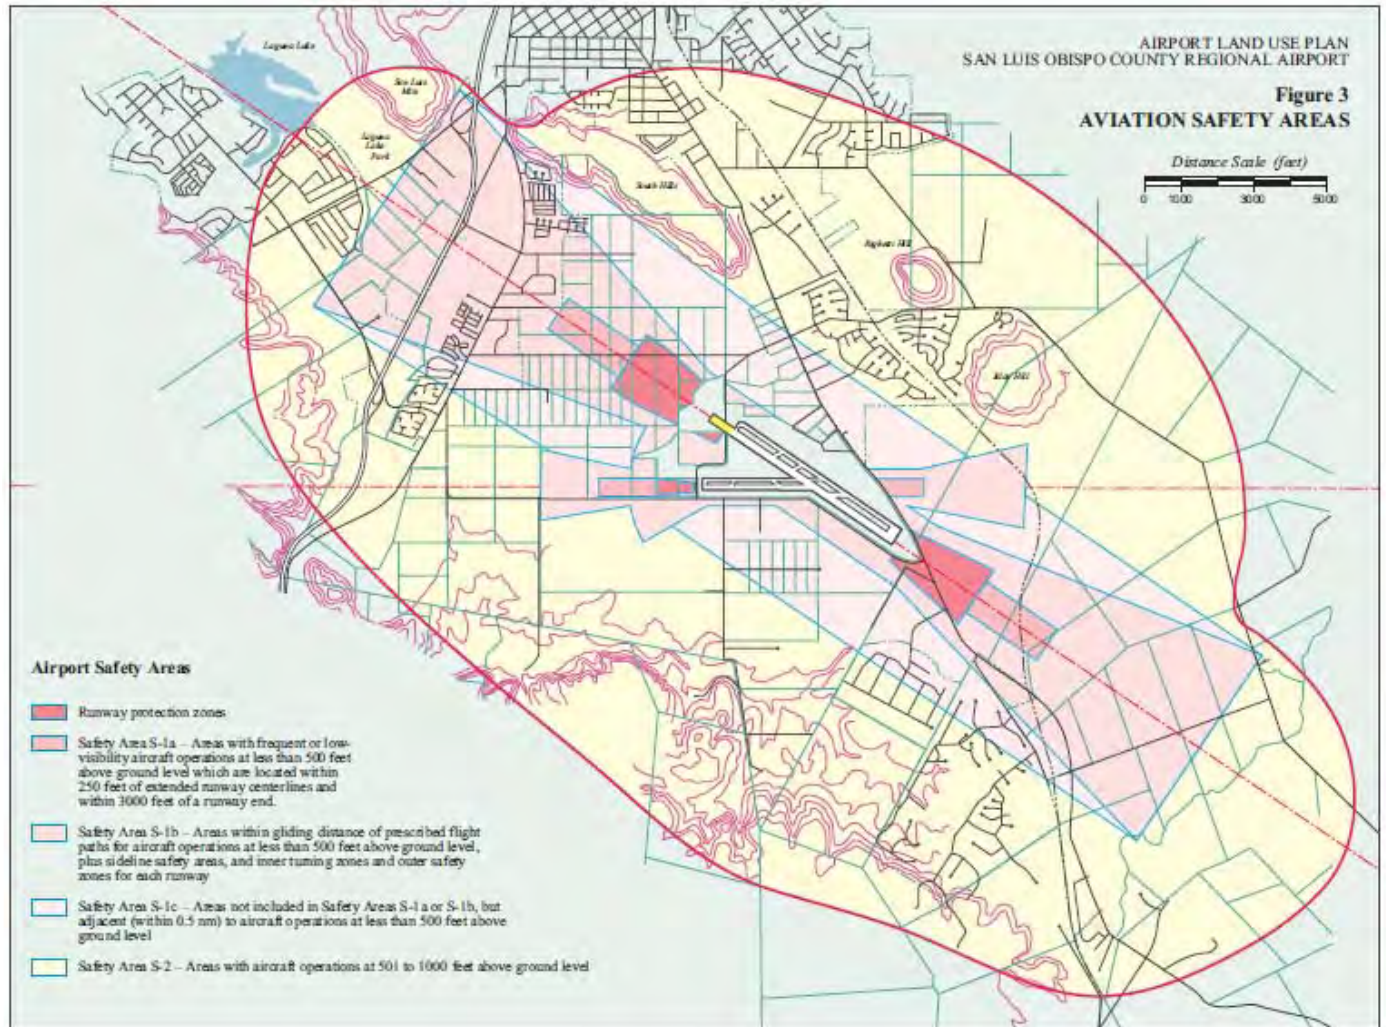 AIRPORT LAND USE PLAN
SAN LUIS OBISPO COUNTY REGIONAL AIRPORT
Figure 3
AVIATION SAFETY AREAS
Distance Scale (feet)
0 1000 3000 5000
Laguna Lake
Laguna
Lake
Park
South Hills
Righetti Hill
Airport Safety Areas
Runway protection zones
Safety Area S-1a – Areas with frequent or low-
visibility aircraft operations at less than 500 feet
above ground level which are located within
250 feet of extended runway centerlines and
within 3000 feet of a runway end.
Safety Area S-1b – Areas within gliding distance of prescribed flight
paths for aircraft operations at less than 500 feet above ground level,
plus sideline safety areas, and inner turning zones and outer safety
zones for each runway
Safety Area S-1c – Areas not included in Safety Areas S-1a or S-1b, but
adjacent (within 0.5 nm) to aircraft operations at less than 500 feet above
ground level
Safety Area S-2 – Areas with aircraft operations at 501 to 1000 feet above ground level